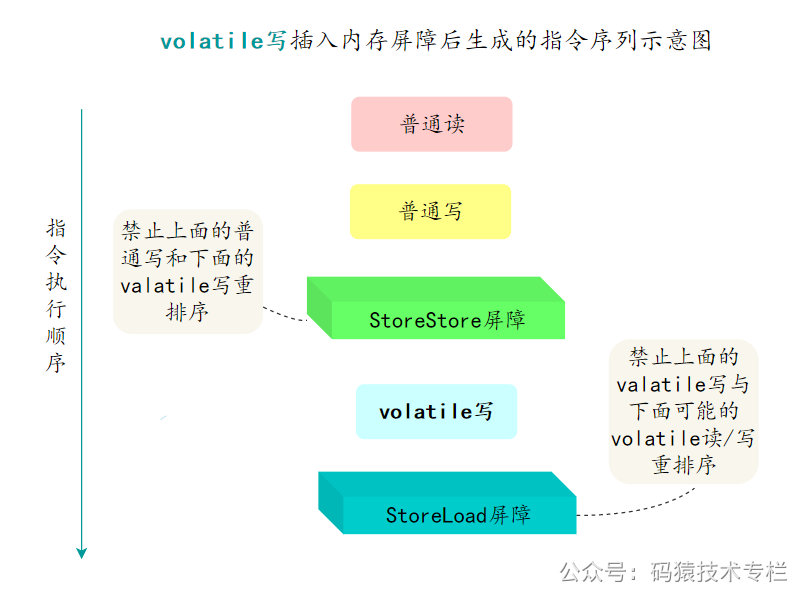 volatile写插入内存屏障后生成的指令序列示意图
指令执行顺序
普通读
普通写
禁止上面的普
通写和下面的
valatile写重
排序
StoreStore屏障
volatile写
禁止上面的
valatile写与
下面可能的
volatile读/写
重排序
StoreLoad屏障
公众号：码猿技术专栏